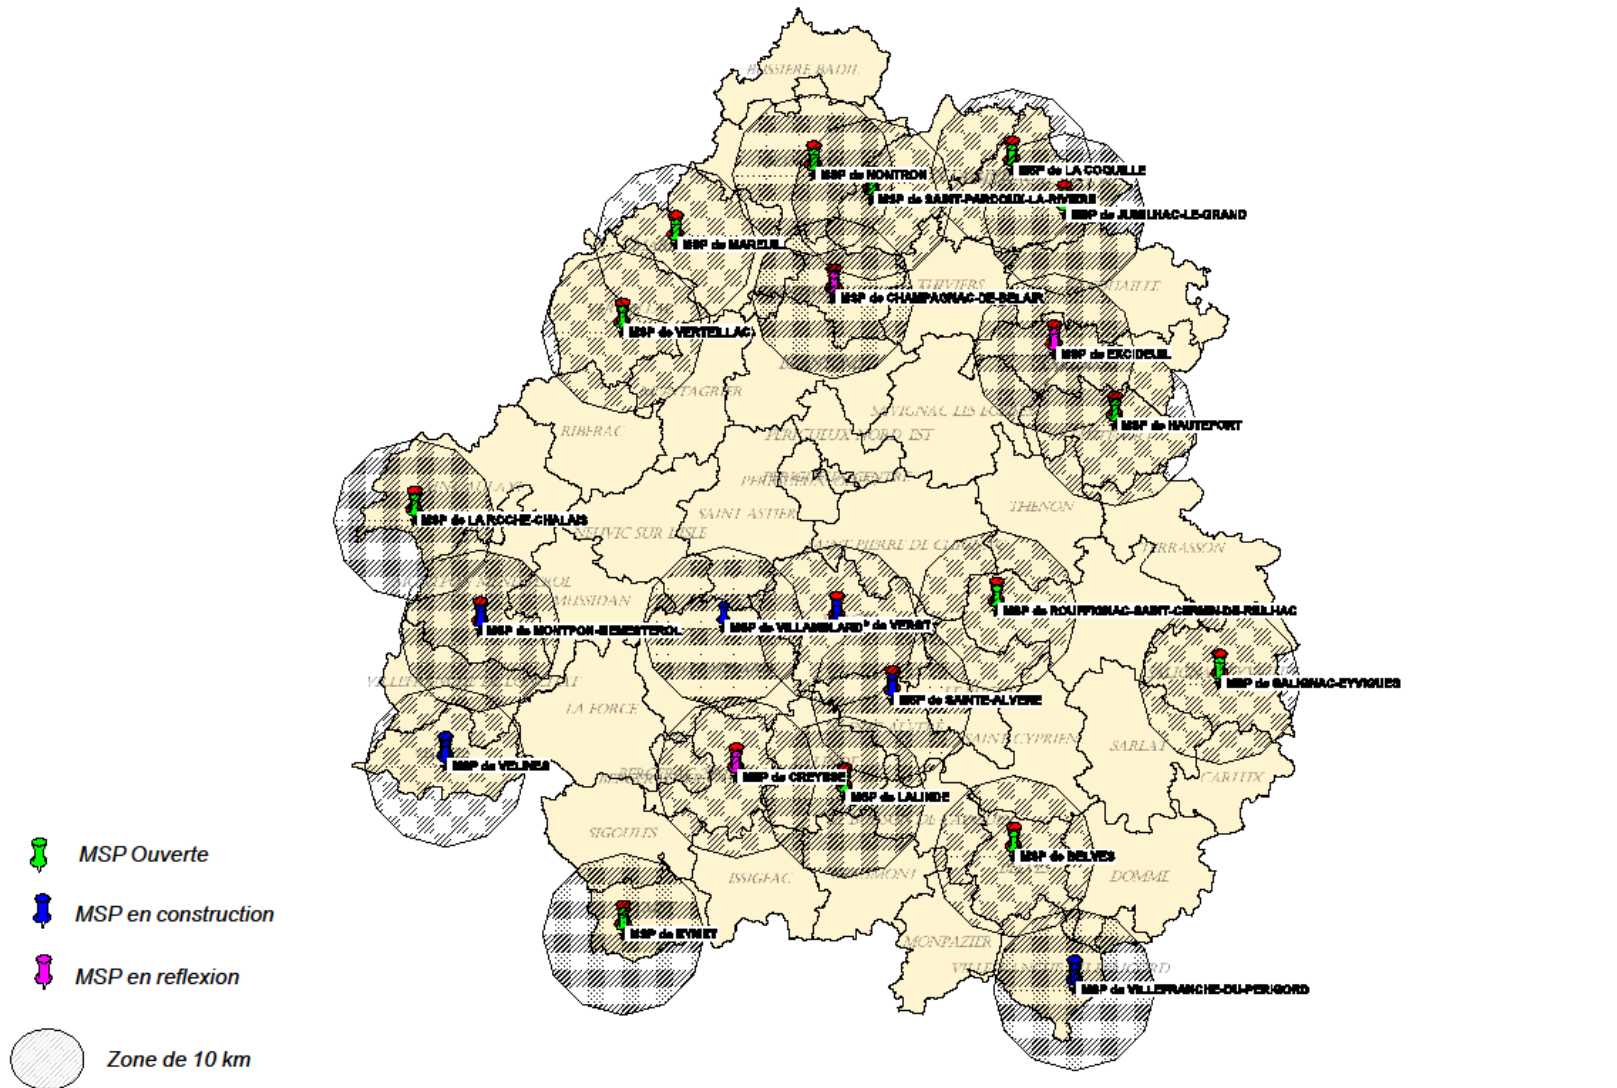 BUSSIERE BADIL
MSP de LA COQUILLE
MSP de NONTRON
MSP de SAINT-PARDOUX-LA-RIVIERE
MSP de JUMILHAC-LE-GRAND
MSP de MAREUIL
THIVIERS
MSP de CHAMPAGNAC-DE-BELAIR
MSP de VERTEILLAC
MSP de EXCIDEUIL
MONTAGRIER
SAVIGNAC LES EGLISES
MSP de HAUTEFORT
RIBERAC
PERIGUEUX NORD EST
THENON
SAINT ASTIER
MSP de LA ROCHE-CHALAIS
NEUVIC SUR L'ISLE
SAINT PIERRE DE CHIGNAC
TERRASSON
MUSSIDAN
MSP de ROUFFIGNAC-SAINT-CERNIN-DE-REILHAC
MSP de MONTPON-MENESTEROL
MSP de VILLAMBLARD
de VERGT
MSP de SALIGNAC-EYVIGUES
MSP de SAINTE-ALVERE
LA FORCE
SAINT CYPRIEN
SARLAT
MSP de VELINES
MSP de CREYSSE
CARLUX
MSP de LALINDE
SIGOULES
MSP de BELVES
ISSIGEAC
DOMME
MSP de EYMET
MONPAZIER
MSP de VILLEFRANCHE-DU-PERIGORD
MSP Ouverte
MSP en construction
MSP en reflexion
Zone de 10 km